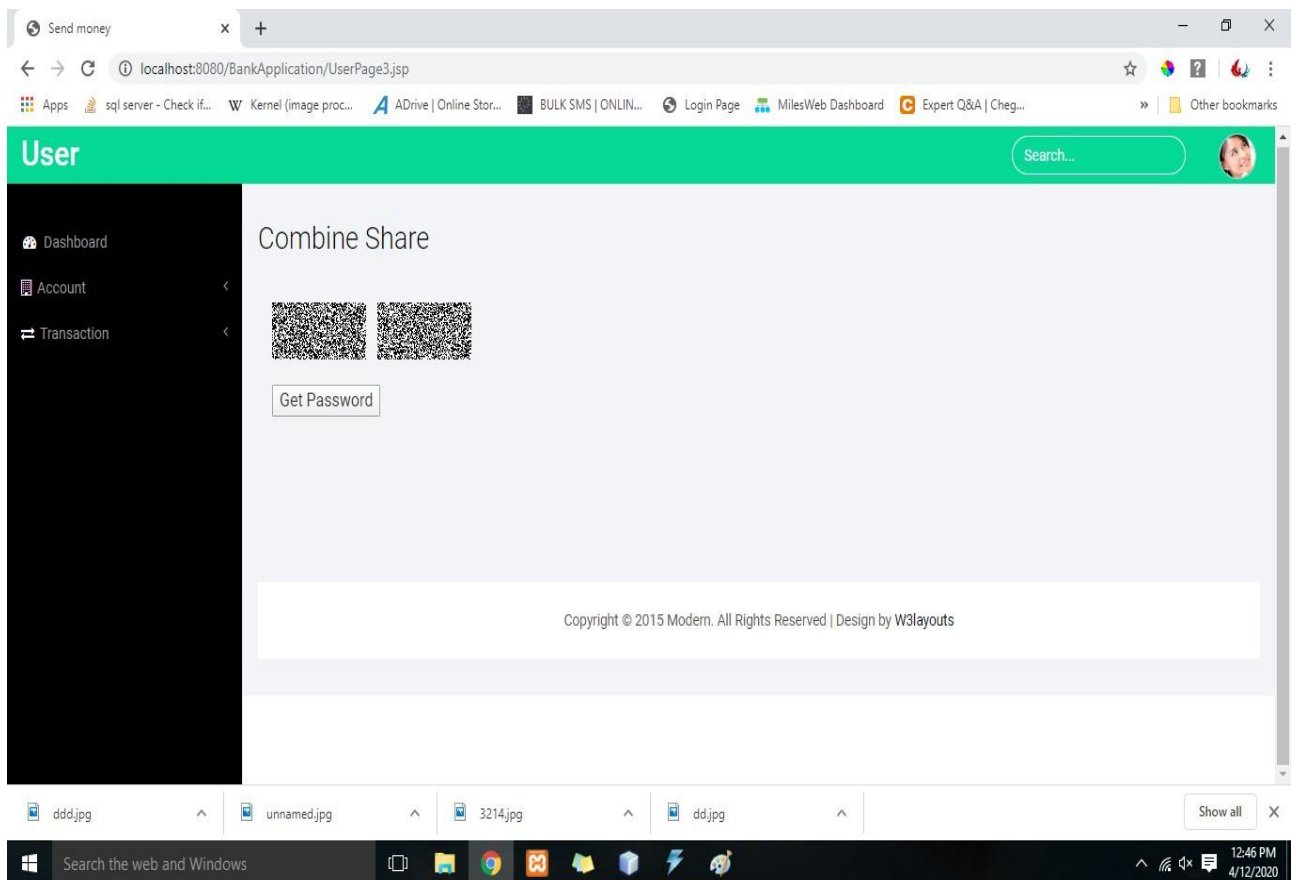 Send money
localhost:8080/BankApplication/UserPage3.jsp
Apps sql server - Check if... Kernel (image proc... ADrive | Online Stor... BULK SMS | ONLIN... Login Page MilesWeb Dashboard Expert Q&A | Cheg... » Other bookmarks
User
Search...
Dashboard
Account
Transaction
Combine Share
Get Password
Copyright © 2015 Modern. All Rights Reserved | Design by W3layouts
ddd.jpg unnamed.jpg 3214.jpg dd.jpg Show all
Search the web and Windows
12:46 PM
4/12/2020